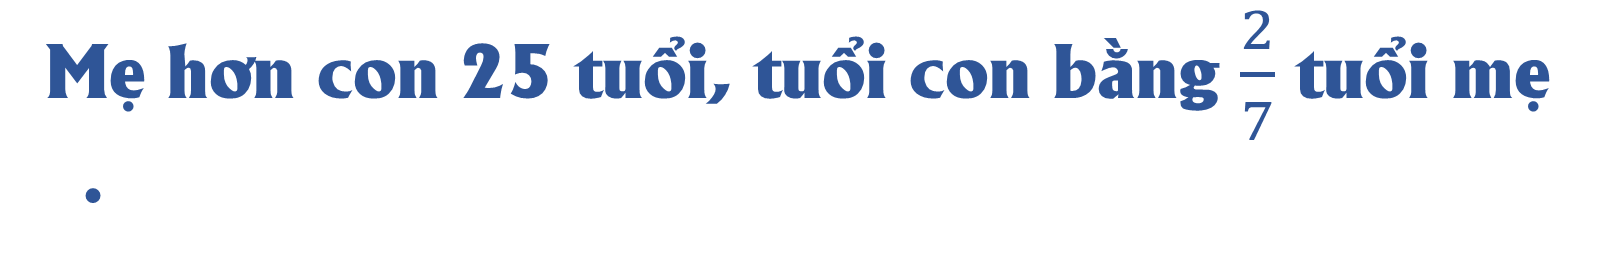 Mẹ hơn con 25 tuổi, tuổi con bằng 2/7 tuổi mẹ
.